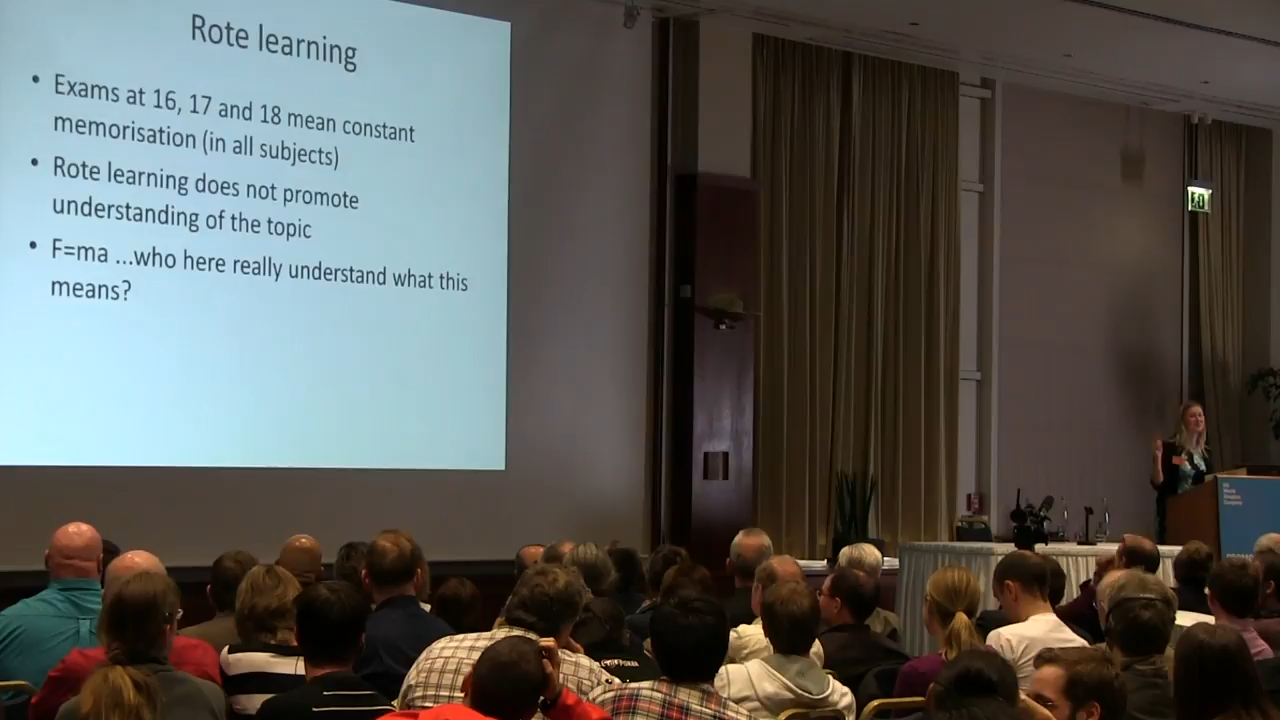 Rote learning
• Exams at 16, 17 and 18 mean constant
memorisation (in all subjects)
• Rote learning does not promote
understanding of the topic
• F=ma ...who here really understand what this
means?